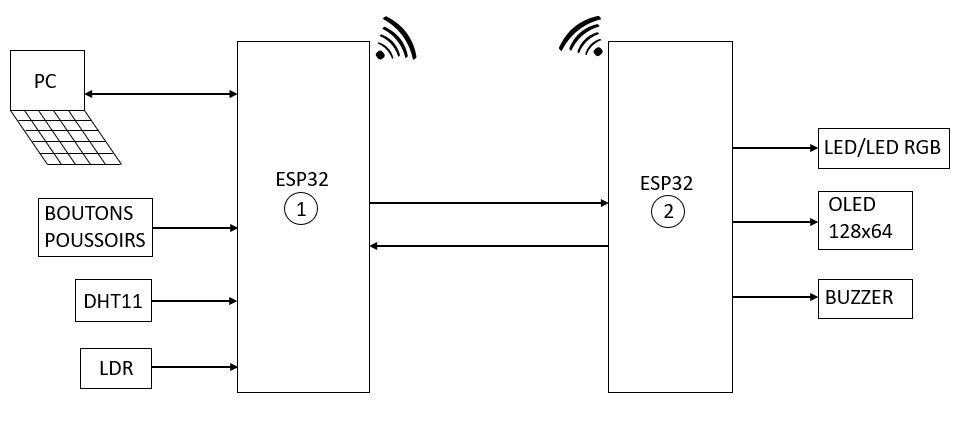 PC
ESP32
1
BOUTONS
POUSSOIRS
DHT11
LDR
ESP32
2
LED/LED RGB
OLED
128x64
BUZZER